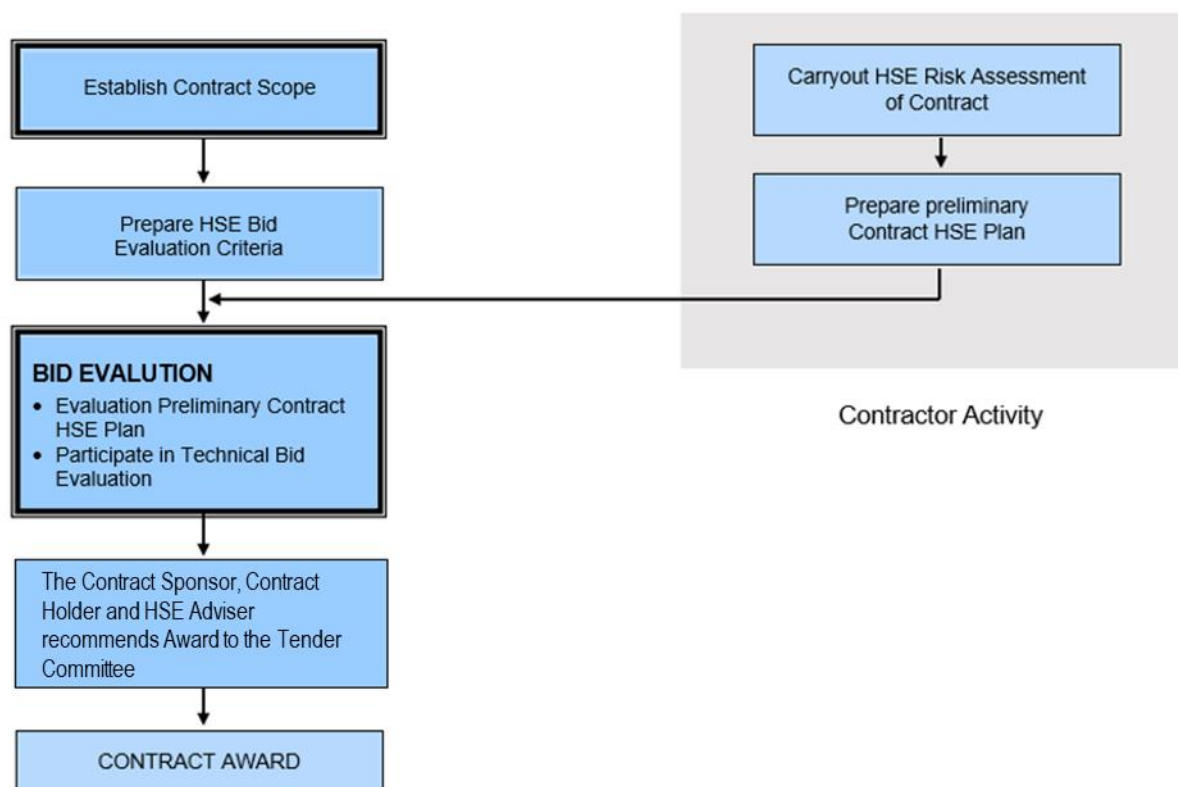 Establish Contract Scope
Prepare HSE Bid
Evaluation Criteria
BID EVALUTION
• Evaluation Preliminary Contract
HSE Plan
• Participate in Technical Bid
Evaluation
The Contract Sponsor, Contract
Holder and HSE Adviser
recommends Award to the Tender
Committee
CONTRACT AWARD
Carryout HSE Risk Assessment
of Contract
Prepare preliminary
Contract HSE Plan
Contractor Activity